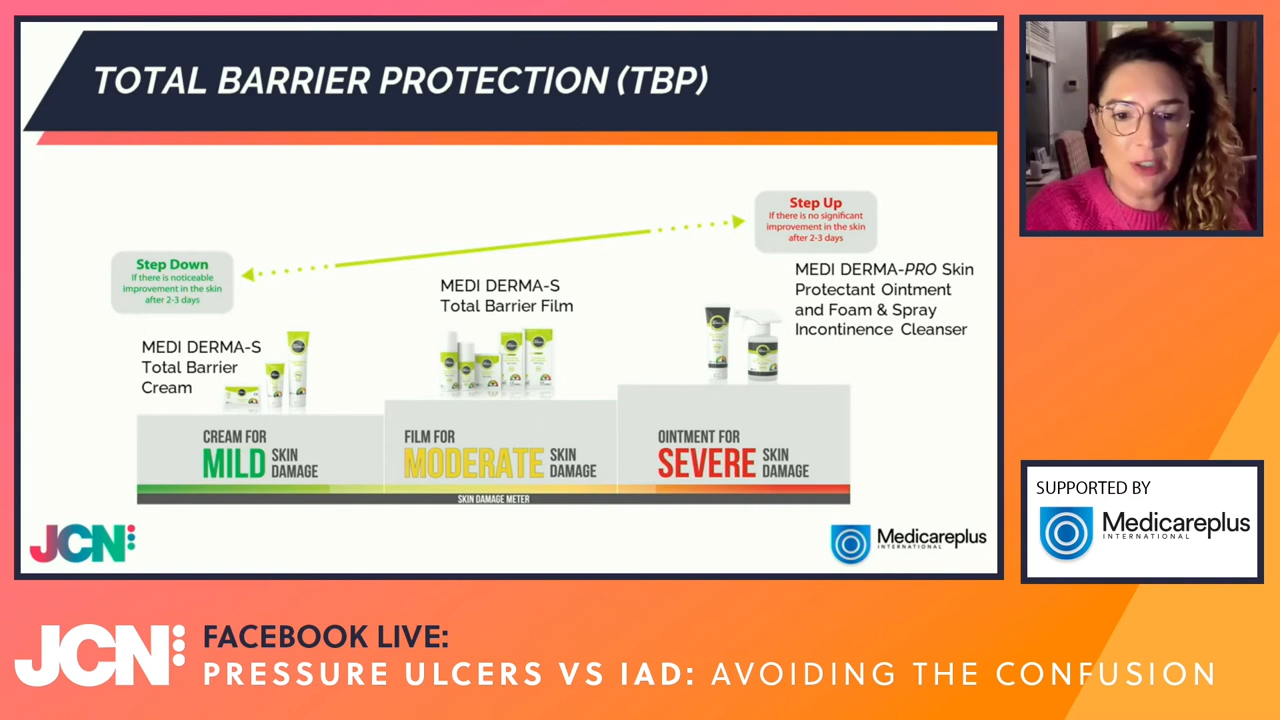 TOTAL BARRIER PROTECTION (TBP)
Step Up
If there is no significant
improvement in the skin
after 2-3 days
Step Down
If there is noticeable
improvement in the skin
after 2-3 days
MEDI DERMA-S
Total Barrier
Cream
MEDI DERMA-S
Total Barrier Film
MEDI DERMA-PRO Skin
Protectant Ointment
and Foam & Spray
Incontinence Cleanser
CREAM FOR
MILD SKIN DAMAGE
FILM FOR
MODERATE SKIN DAMAGE
OINTMENT FOR
SEVERE SKIN DAMAGE
SKIN DAMAGE METER
JCN
Medicareplus
INTERNATIONAL
SUPPORTED BY
Medicareplus
INTERNATIONAL
JCN
FACEBOOK LIVE:
PRESSURE ULCERS VS IAD: AVOIDING THE CONFUSION